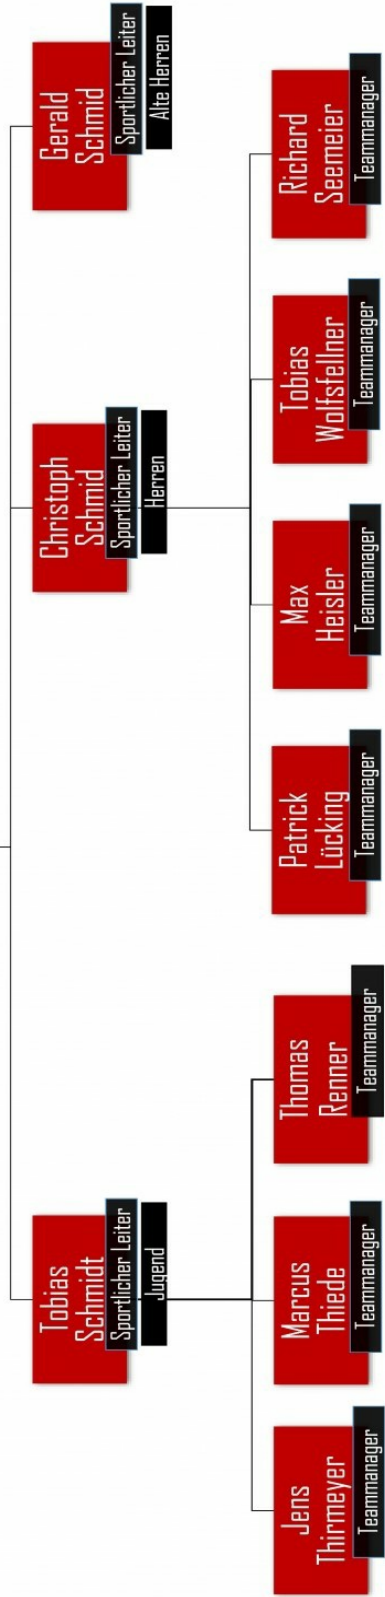 Tobias
Schmidt
Sportlicher Leiter
Jugend
Christoph
Schmid
Sportlicher Leiter
Herren
Gerald
Schmid
Sportlicher Leiter
Alte Herren
Jens
Thirmeyer
Teammanager
Marcus
Thiede
Teammanager
Thomas
Renner
Teammanager
Patrick
Lücking
Teammanager
Max
Heisler
Teammanager
Tobias
Wolfsfellner
Teammanager
Richard
Seemeier
Teammanager